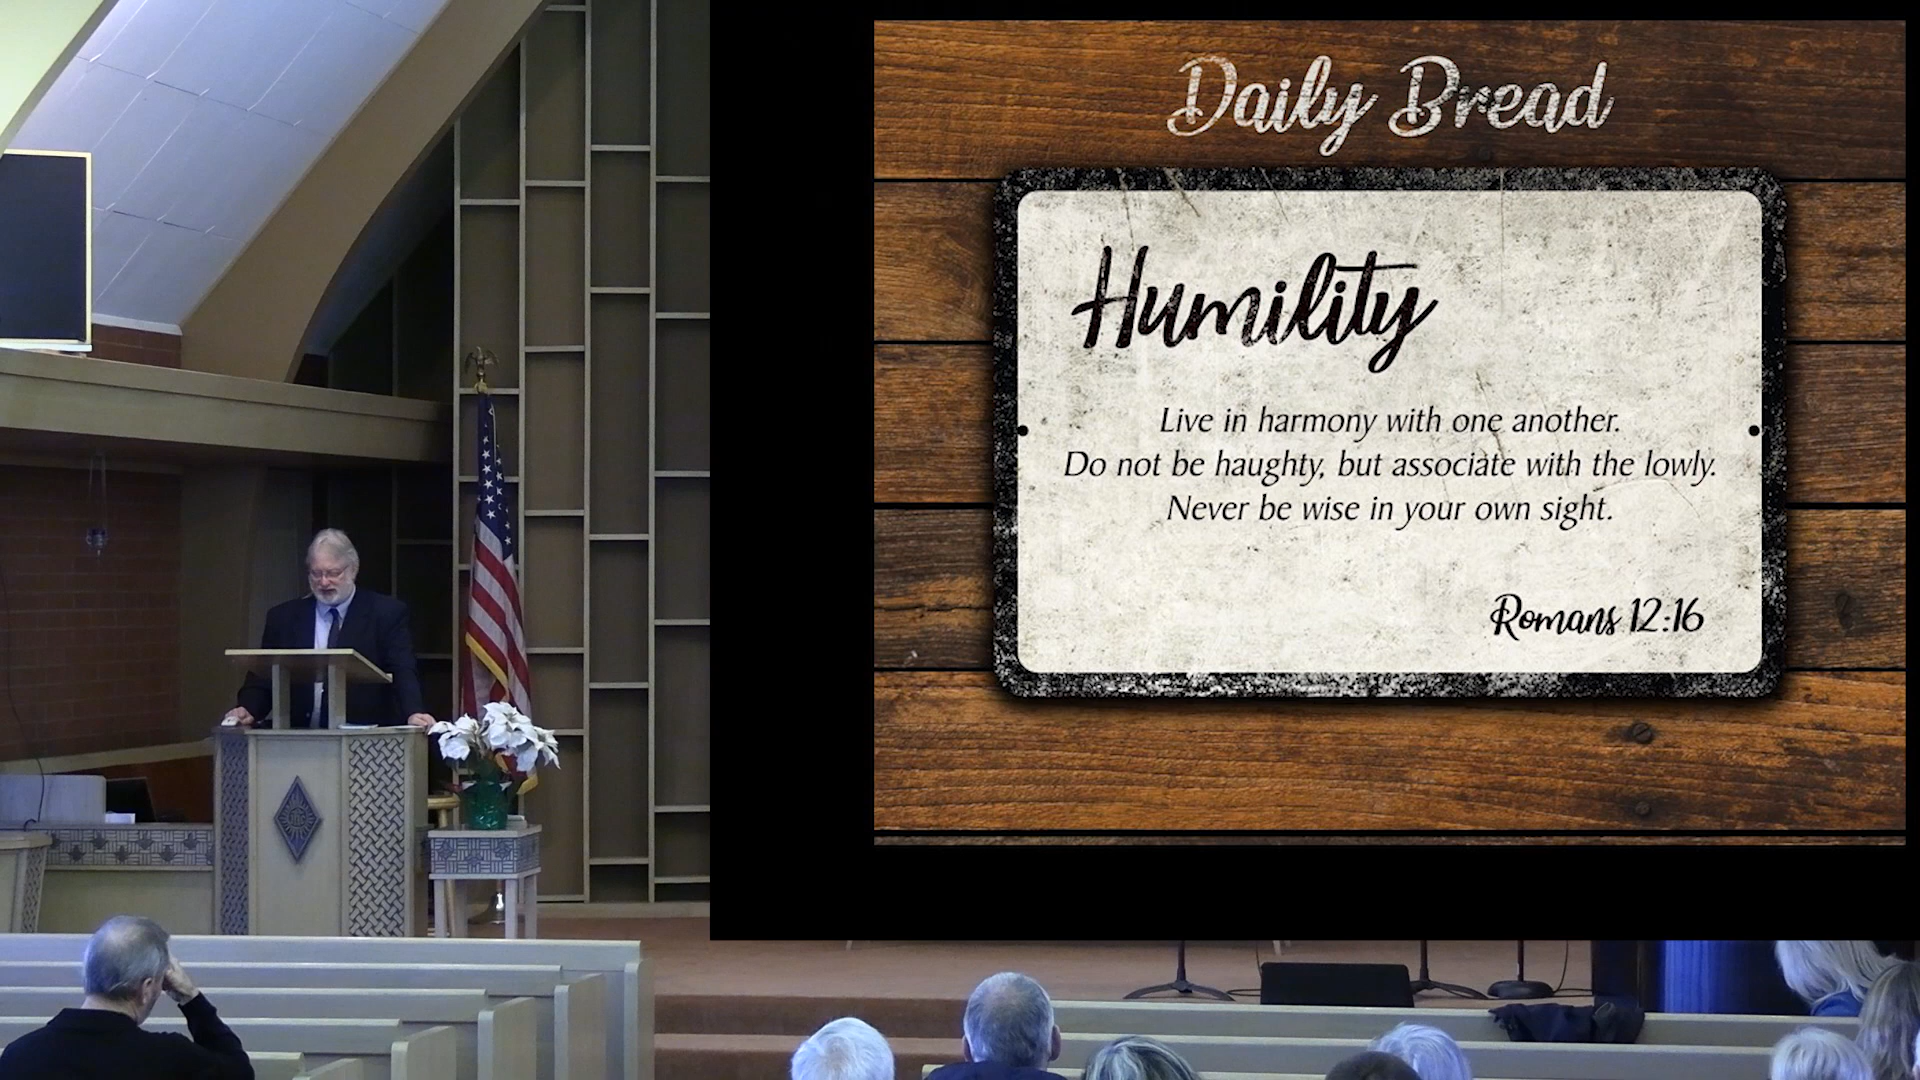 Daily Bread
Humility
Live in harmony with one another.
Do not be haughty, but associate with the lowly.
Never be wise in your own sight.
Romans 12:16